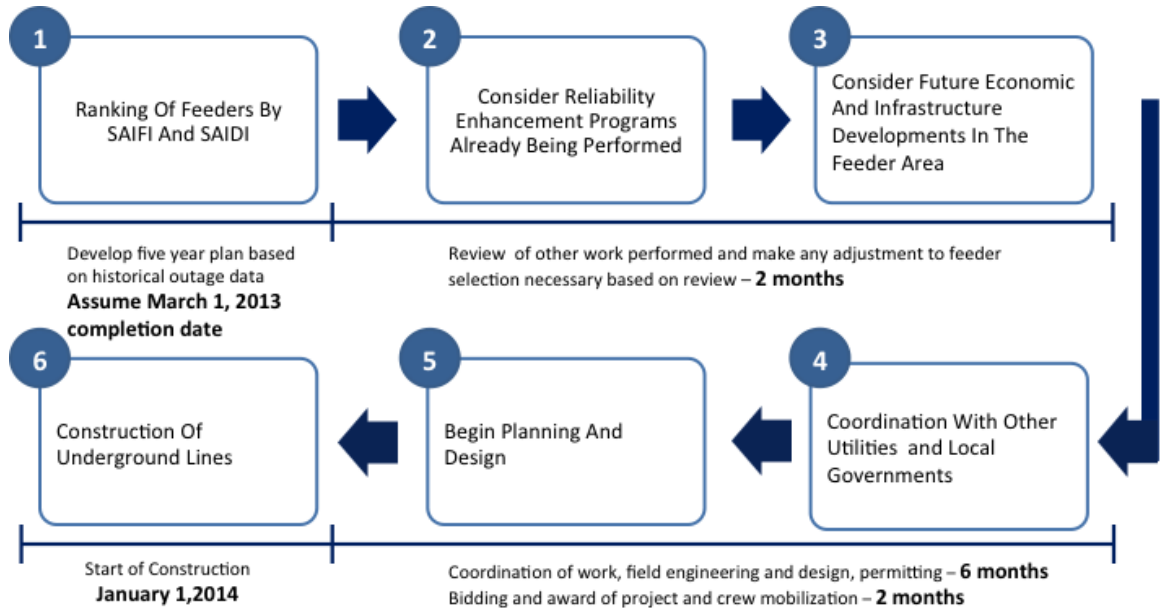 1
Ranking Of Feeders By
SAIFI And SAIDI
2
Consider Reliability
Enhancement Programs
Already Being Performed
3
Consider Future Economic
And Infrastructure
Developments In The
Feeder Area
Develop five year plan based
on historical outage data
Assume March 1, 2013
completion date
Review of other work performed and make any adjustment to feeder
selection necessary based on review – 2 months
6
Construction Of
Underground Lines
5
Begin Planning And
Design
4
Coordination With Other
Utilities and Local
Governments
Start of Construction
January 1,2014
Coordination of work, field engineering and design, permitting – 6 months
Bidding and award of project and crew mobilization – 2 months